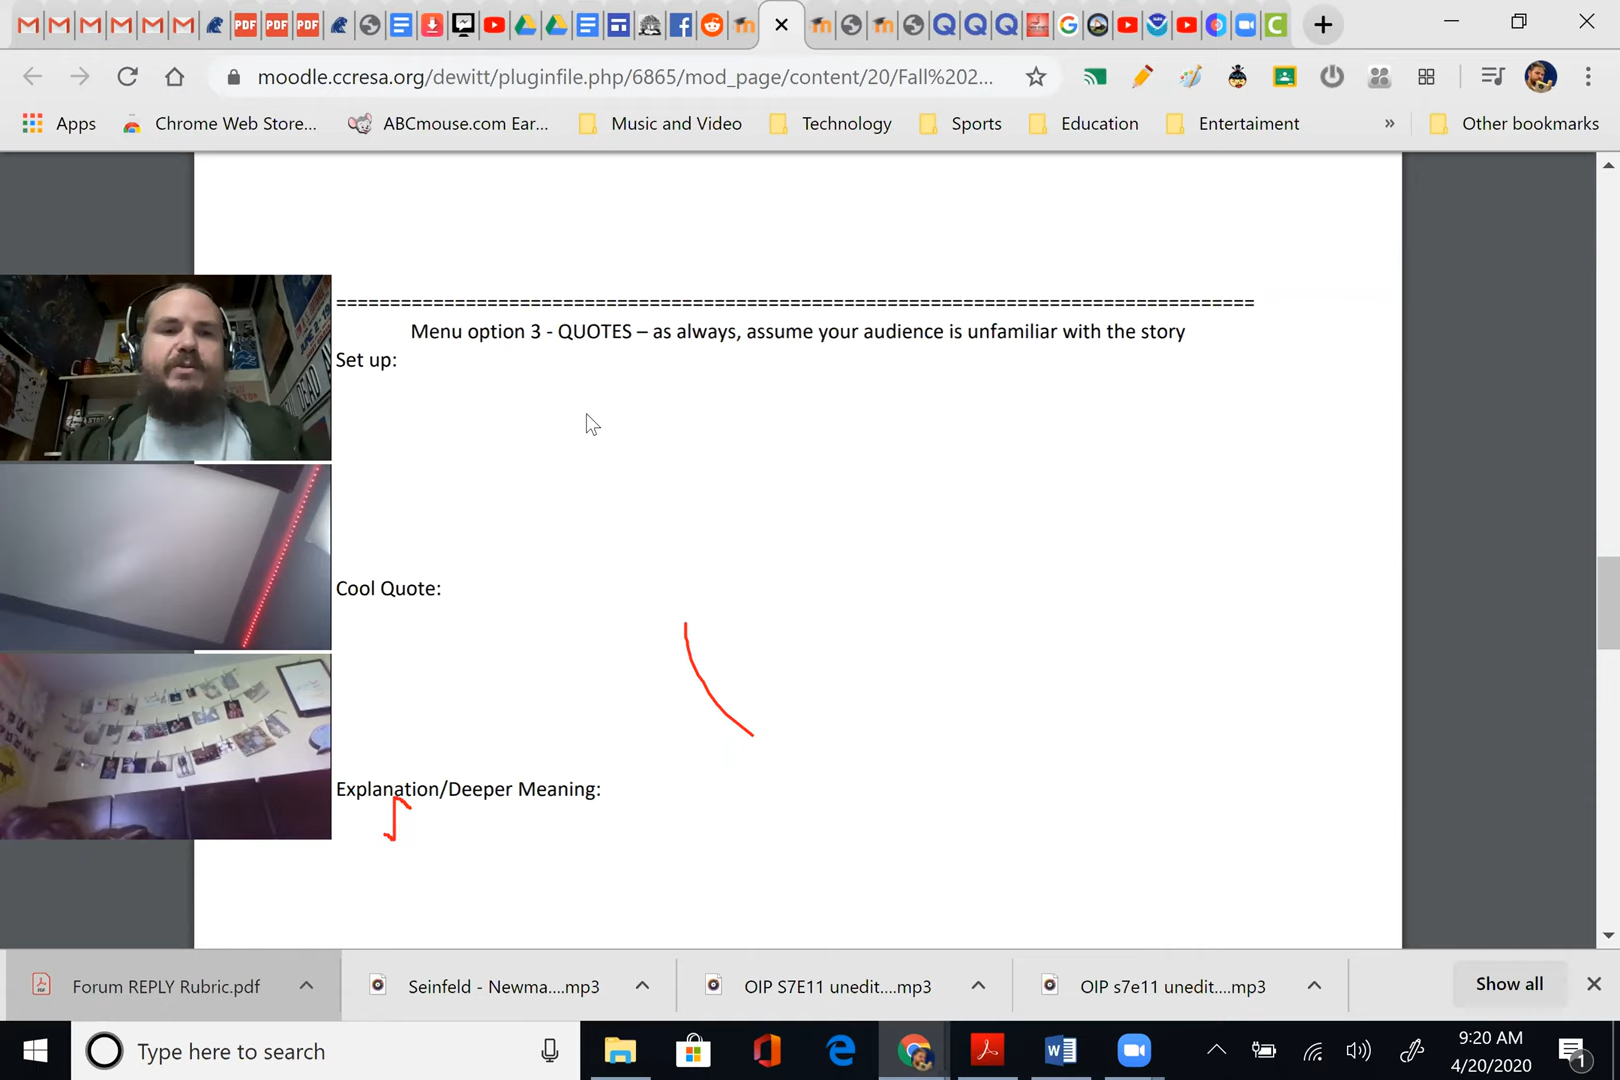 PDF PDF PDF
moodle.ccresa.org/dewitt/pluginfile.php/6865/mod_page/content/20/Fall%202...
Apps Chrome Web Store... ABCmouse.com Ear... Music and Video Technology Sports Education Entertaiment » Other bookmarks
=====================================================================================
Menu option 3 - QUOTES – as always, assume your audience is unfamiliar with the story
Set up:
Cool Quote:
Explanation/Deeper Meaning:
Forum REPLY Rubric.pdf Seinfeld - Newma....mp3 OIP S7E11 unedit....mp3 OIP s7e11 unedit....mp3 Show all
Type here to search 9:20 AM
4/20/2020 1